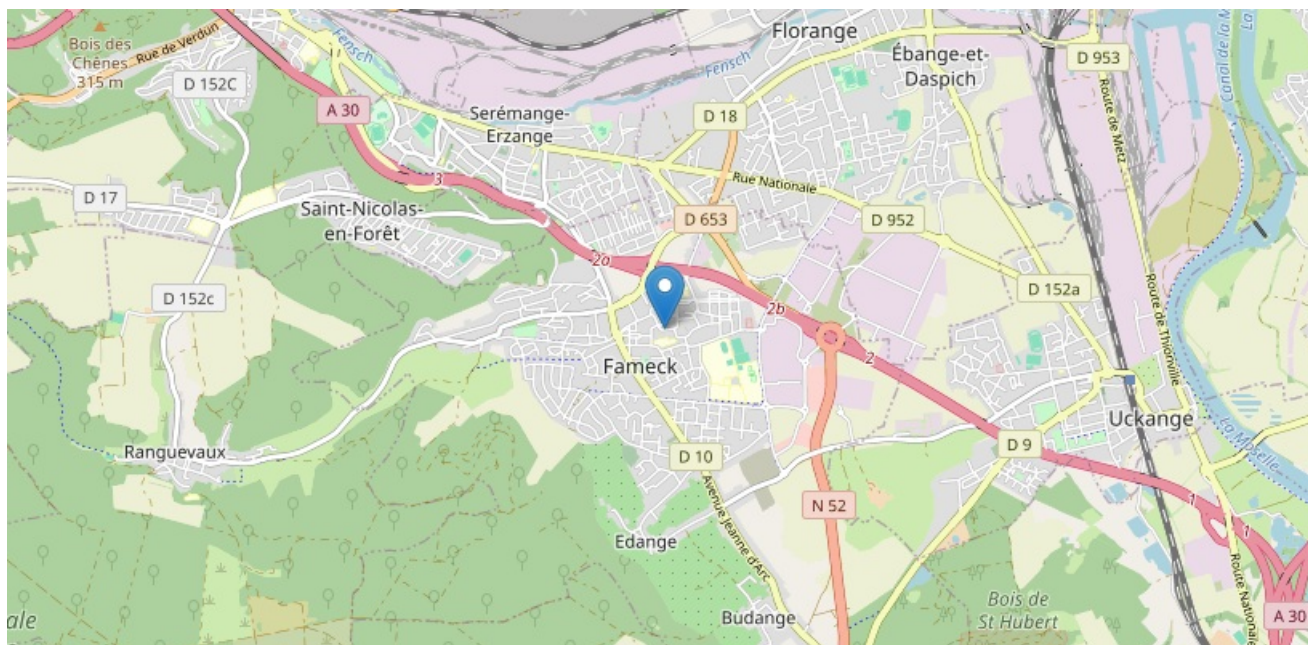 Bois des
Chênes
315 m
Rue de Verdun
D 152C
A 30
Fensch
Serémange-
Erzange
Fensch
Florange
D 18
Ébange-et-
Daspich
D 953
Route de Metz
Canal de la M
La
D 17
Saint-Nicolas-
en-Forêt
3
Rue Nationale
D 653
D 952
2a
D 152c
2b
D 152a
2
Route de Thionville
Fameck
Uckange
La Moselle
Ranguevaux
D 10
D 9
N 52
1
1
Edange
Avenue Jeanne d'Arc
Budange
Bois de
St Hubert
Route Nationale
A 30
ale